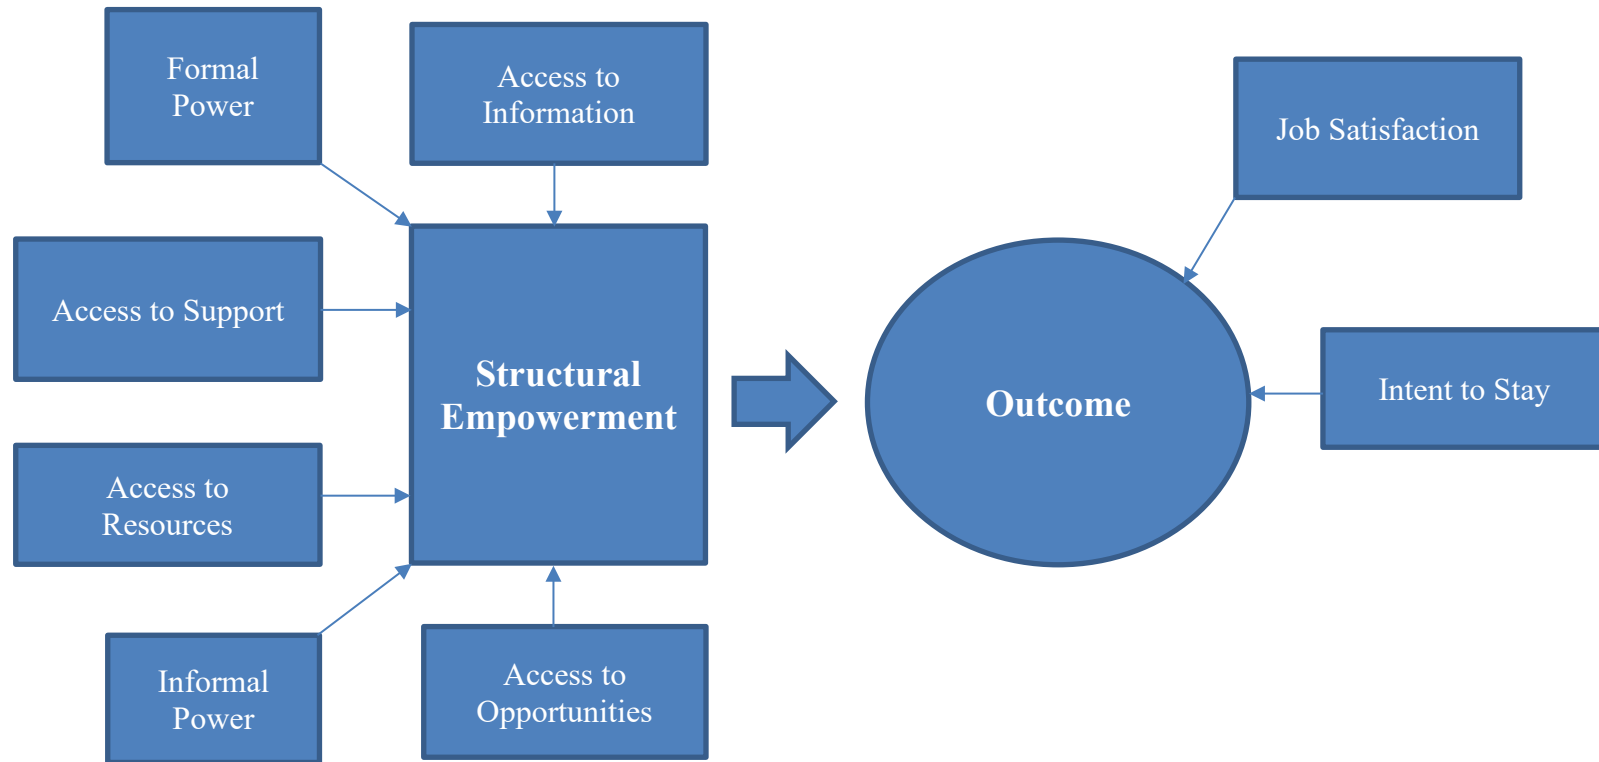 Formal
Power
Access to
Information
Job Satisfaction
Access to Support
Structural
Empowerment
Outcome
Intent to Stay
Access to
Resources
Informal
Power
Access to
Opportunities